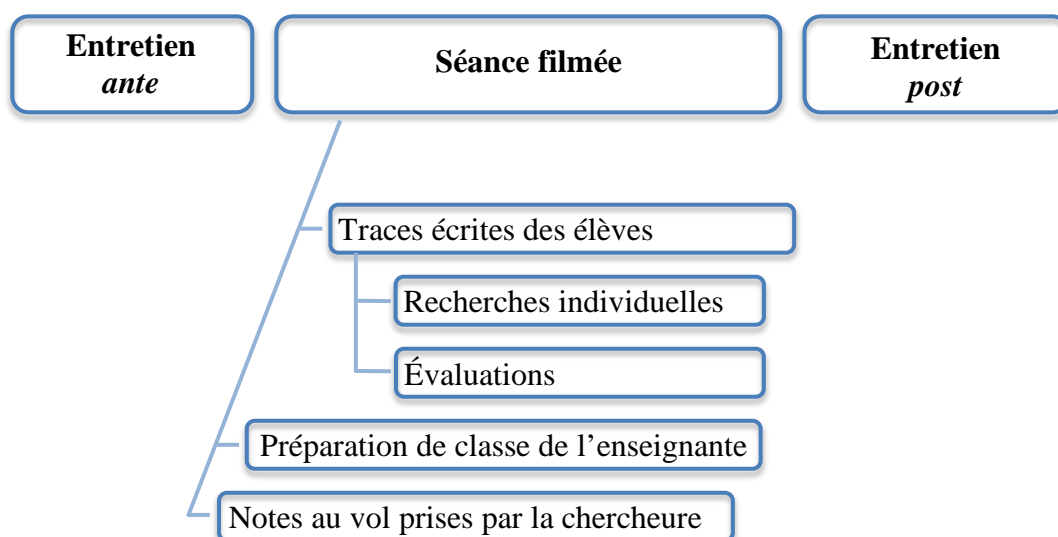 Entretien
ante
Séance filmée
Entretien
post
Traces écrites des élèves
Recherches individuelles
Évaluations
Préparation de classe de l’enseignante
Notes au vol prises par la chercheure